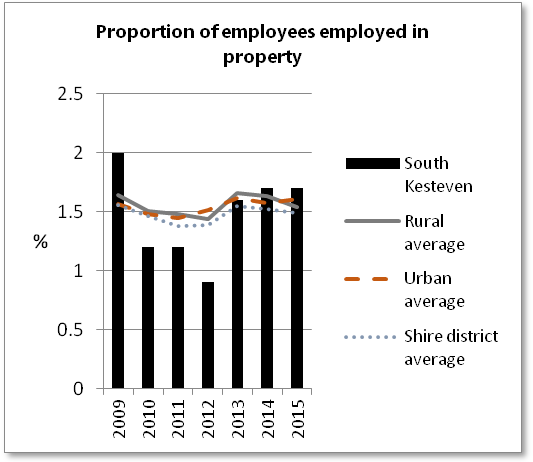 Proportion of employees employed in
property
2.5
2
1.5
1
0.5
0
%
2009
2010
2011
2012
2013
2014
2015
South
Kesteven
Rural
average
Urban
average
Shire district
average